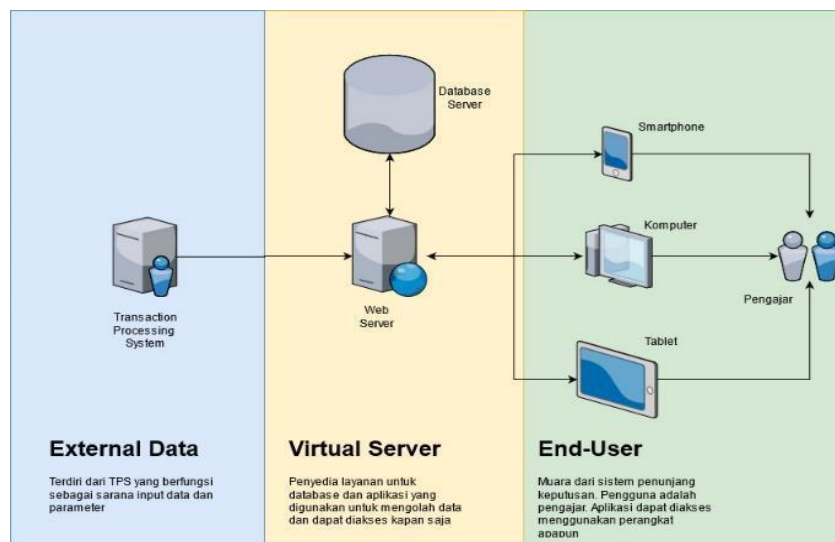 Database
Server
Smartphone
Komputer
Pengajar
Transaction
Processing
System
Web
Server
Tablet
External Data
Terdiri dari TPS yang berfungsi
sebagai sarana input data dan
parameter
Virtual Server
Penyedia layanan untuk
database dan aplikasi yang
digunakan untuk mengolah data
dan dapat diakses kapan saja
End-User
Muara dari sistem penunjang
keputusan. Pengguna adalah
pengajar. Aplikasi dapat diakses
menggunakan perangkat
apapun